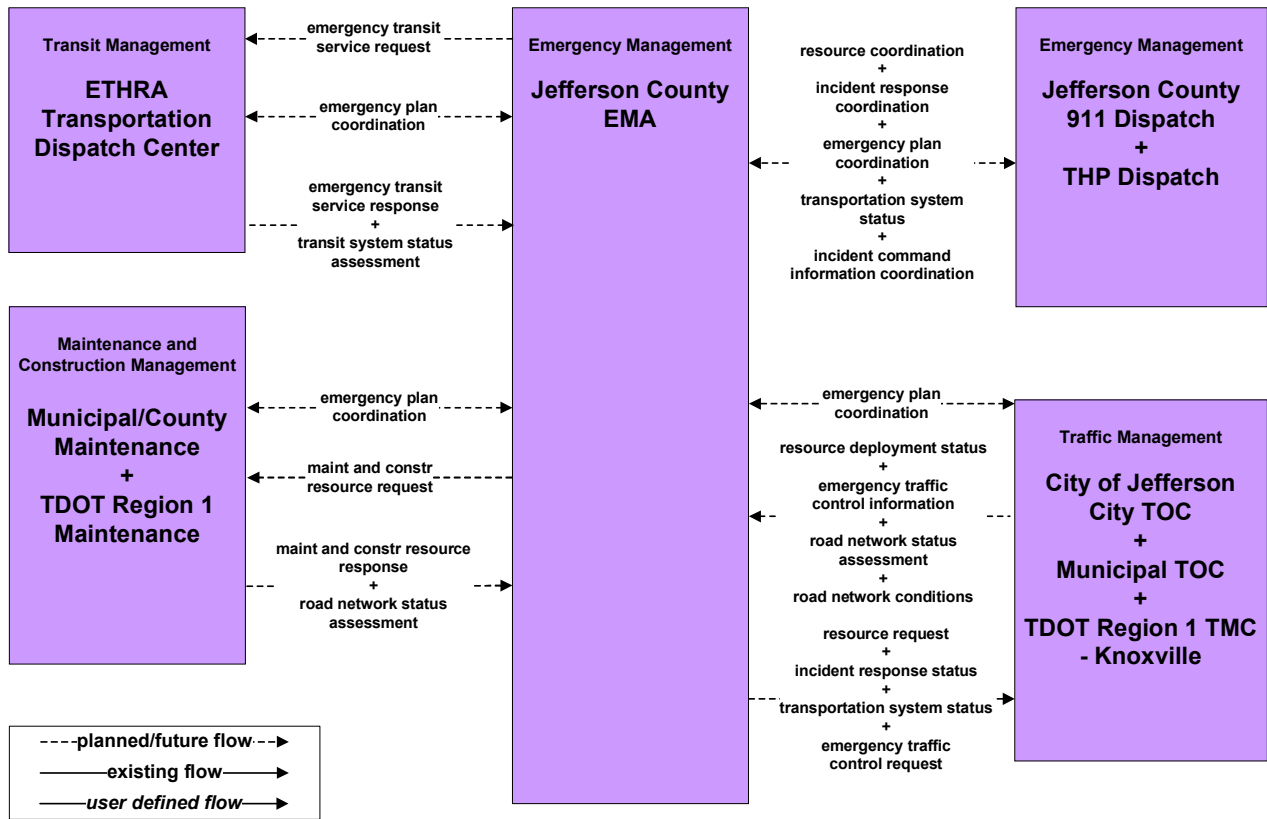 Transit Management
ETHRA
Transportation
Dispatch Center
emergency transit
service request
emergency plan
coordination
emergency transit
service response
+
transit system status
assessment
Emergency Management
Jefferson County
EMA
resource coordination
+
incident response
coordination
+
emergency plan
coordination
+
transportation system
status
+
incident command
information coordination
Emergency Management
Jefferson County
911 Dispatch
+
THP Dispatch
Maintenance and
Construction Management
Municipal/County
Maintenance
+
TDOT Region 1
Maintenance
emergency plan
coordination
maint and constr
resource request
maint and constr resource
response
+
road network status
assessment
emergency plan
coordination
resource deployment status
+
emergency traffic
control information
+
road network status
assessment
+
road network conditions
resource request
+
incident response status
+
transportation system status
+
emergency traffic
control request
Traffic Management
City of Jefferson
City TOC
+
Municipal TOC
+
TDOT Region 1 TMC
- Knoxville
planned/future flow
existing flow
user defined flow